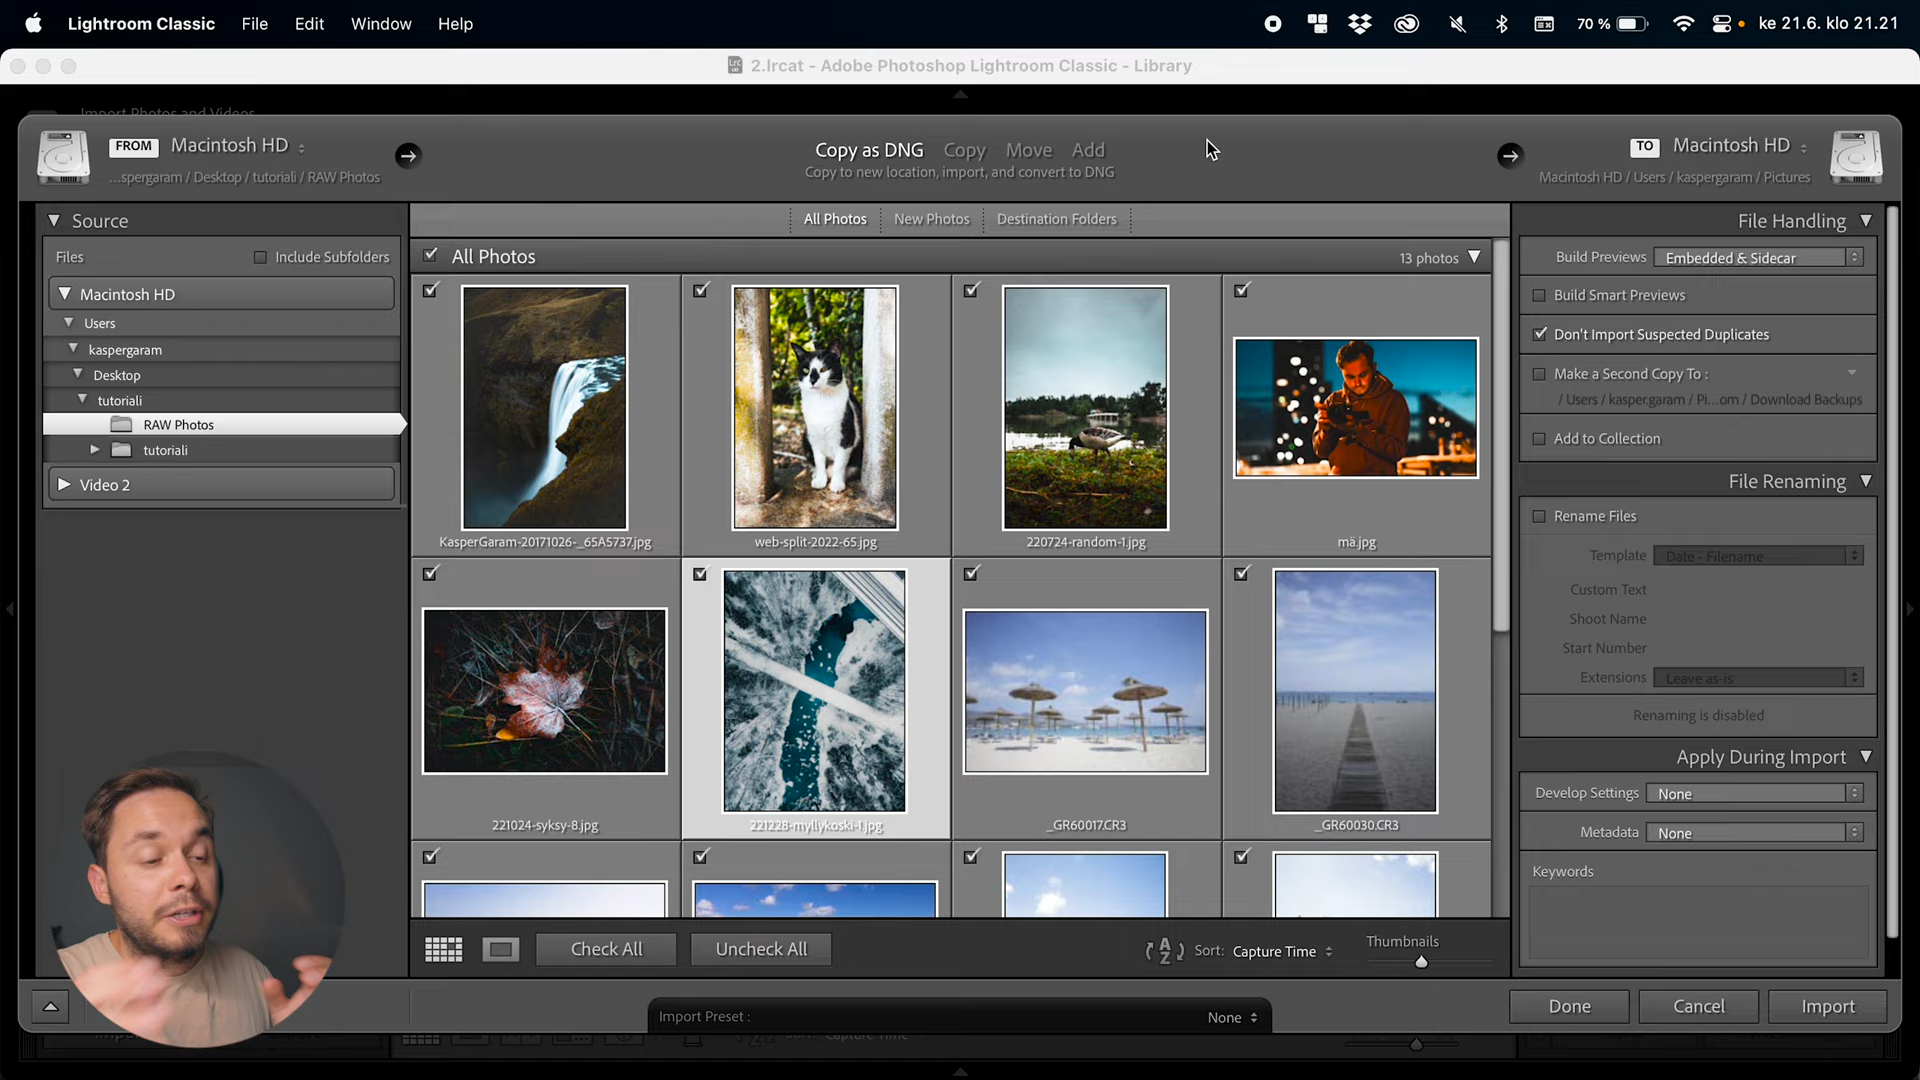 Lightroom Classic File Edit Window Help
70 % ke 21.6. klo 21.21
2.lrcat - Adobe Photoshop Lightroom Classic - Library
Import Photos and Videos
FROM Macintosh HD
...spergaram / Desktop / tutoriali / RAW Photos
Copy as DNG Copy Move Add
Copy to new location, import, and convert to DNG
TO Macintosh HD
Macintosh HD / Users / kaspergaram / Pictures
Source
Files Include Subfolders
Macintosh HD
Users
kaspergaram
Desktop
tutoriali
RAW Photos
tutoriali
Video 2
All Photos New Photos Destination Folders
All Photos 13 photos
KasperGaram-20171026-_65A5737.jpg
web-split-2022-65.jpg
220724-random-1.jpg
mä.jpg
221024-syksy-8.jpg
221228-myllykoski-1.jpg
_GR60017.CR3
_GR60030.CR3
Check All Uncheck All
Sort: Capture Time
Thumbnails
Import Preset : None
File Handling
Build Previews Embedded & Sidecar
Build Smart Previews
Don't Import Suspected Duplicates
Make a Second Copy To :
/ Users / kasper.garam / Pi...om / Download Backups
Add to Collection
File Renaming
Rename Files
Template Date - Filename
Custom Text
Shoot Name
Start Number
Extensions Leave as-is
Renaming is disabled
Apply During Import
Develop Settings None
Metadata None
Keywords
Done Cancel Import
Capture Time